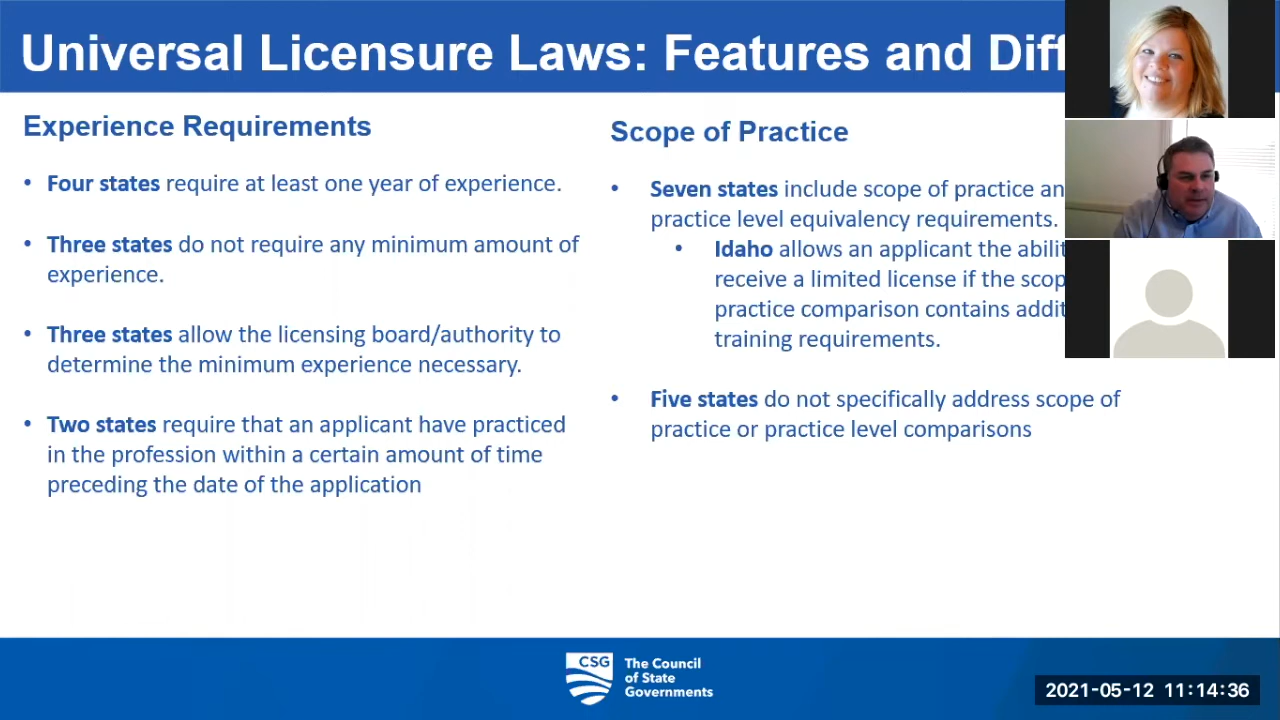 Universal Licensure Laws: Features and
Experience Requirements
• Four states require at least one year of experience.
• Three states do not require any minimum amount of
experience.
• Three states allow the licensing board/authority to
determine the minimum experience necessary.
• Two states require that an applicant have practiced
in the profession within a certain amount of time
preceding the date of the application
Scope of Practice
• Seven states include scope of practice
practice level equivalency requirements.
• Idaho allows an applicant the
receive a limited license if the
practice comparison contains
training requirements.
• Five states do not specifically address scope of
practice or practice level comparisons
CSG
The Council
of State
Governments
2021-05-12 11:14:36